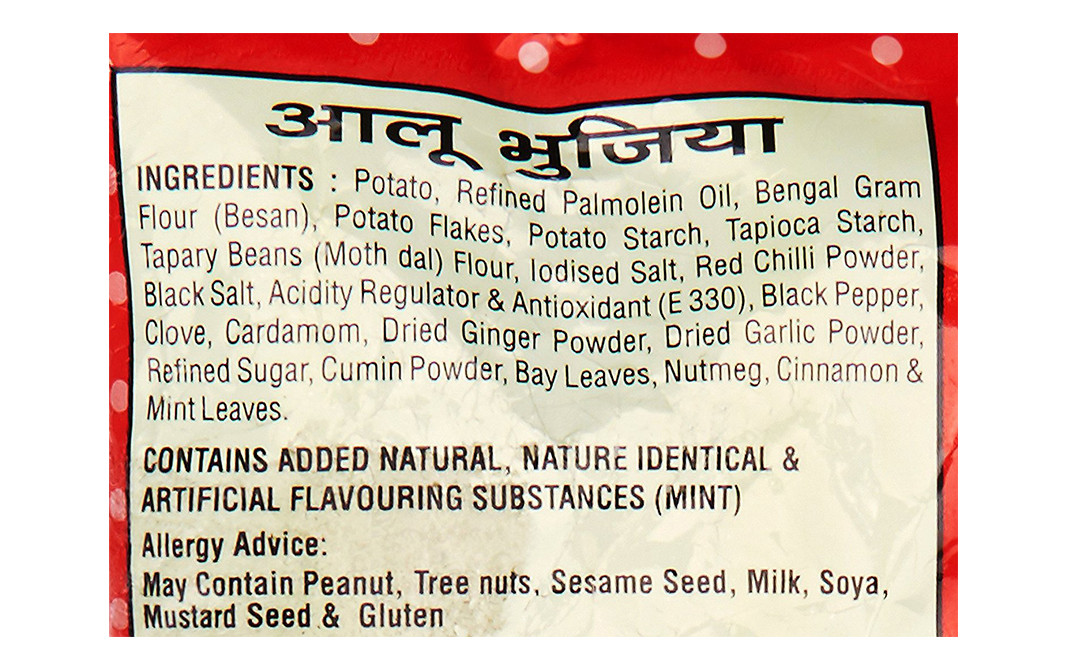 आलू भुजिया
INGREDIENTS : Potato, Refined Palmolein Oil, Bengal Gram
Flour (Besan), Potato Flakes, Potato Starch, Tapioca Starch,
Tapary Beans (Moth dal) Flour, Iodised Salt, Red Chilli Powder,
Black Salt, Acidity Regulator & Antioxidant (E 330), Black Pepper,
Clove, Cardamom, Dried Ginger Powder, Dried Garlic Powder,
Refined Sugar, Cumin Powder, Bay Leaves, Nutmeg, Cinnamon &
Mint Leaves.
CONTAINS ADDED NATURAL, NATURE IDENTICAL &
ARTIFICIAL FLAVOURING SUBSTANCES (MINT)
Allergy Advice:
May Contain Peanut, Tree nuts, Sesame Seed, Milk, Soya,
Mustard Seed & Gluten